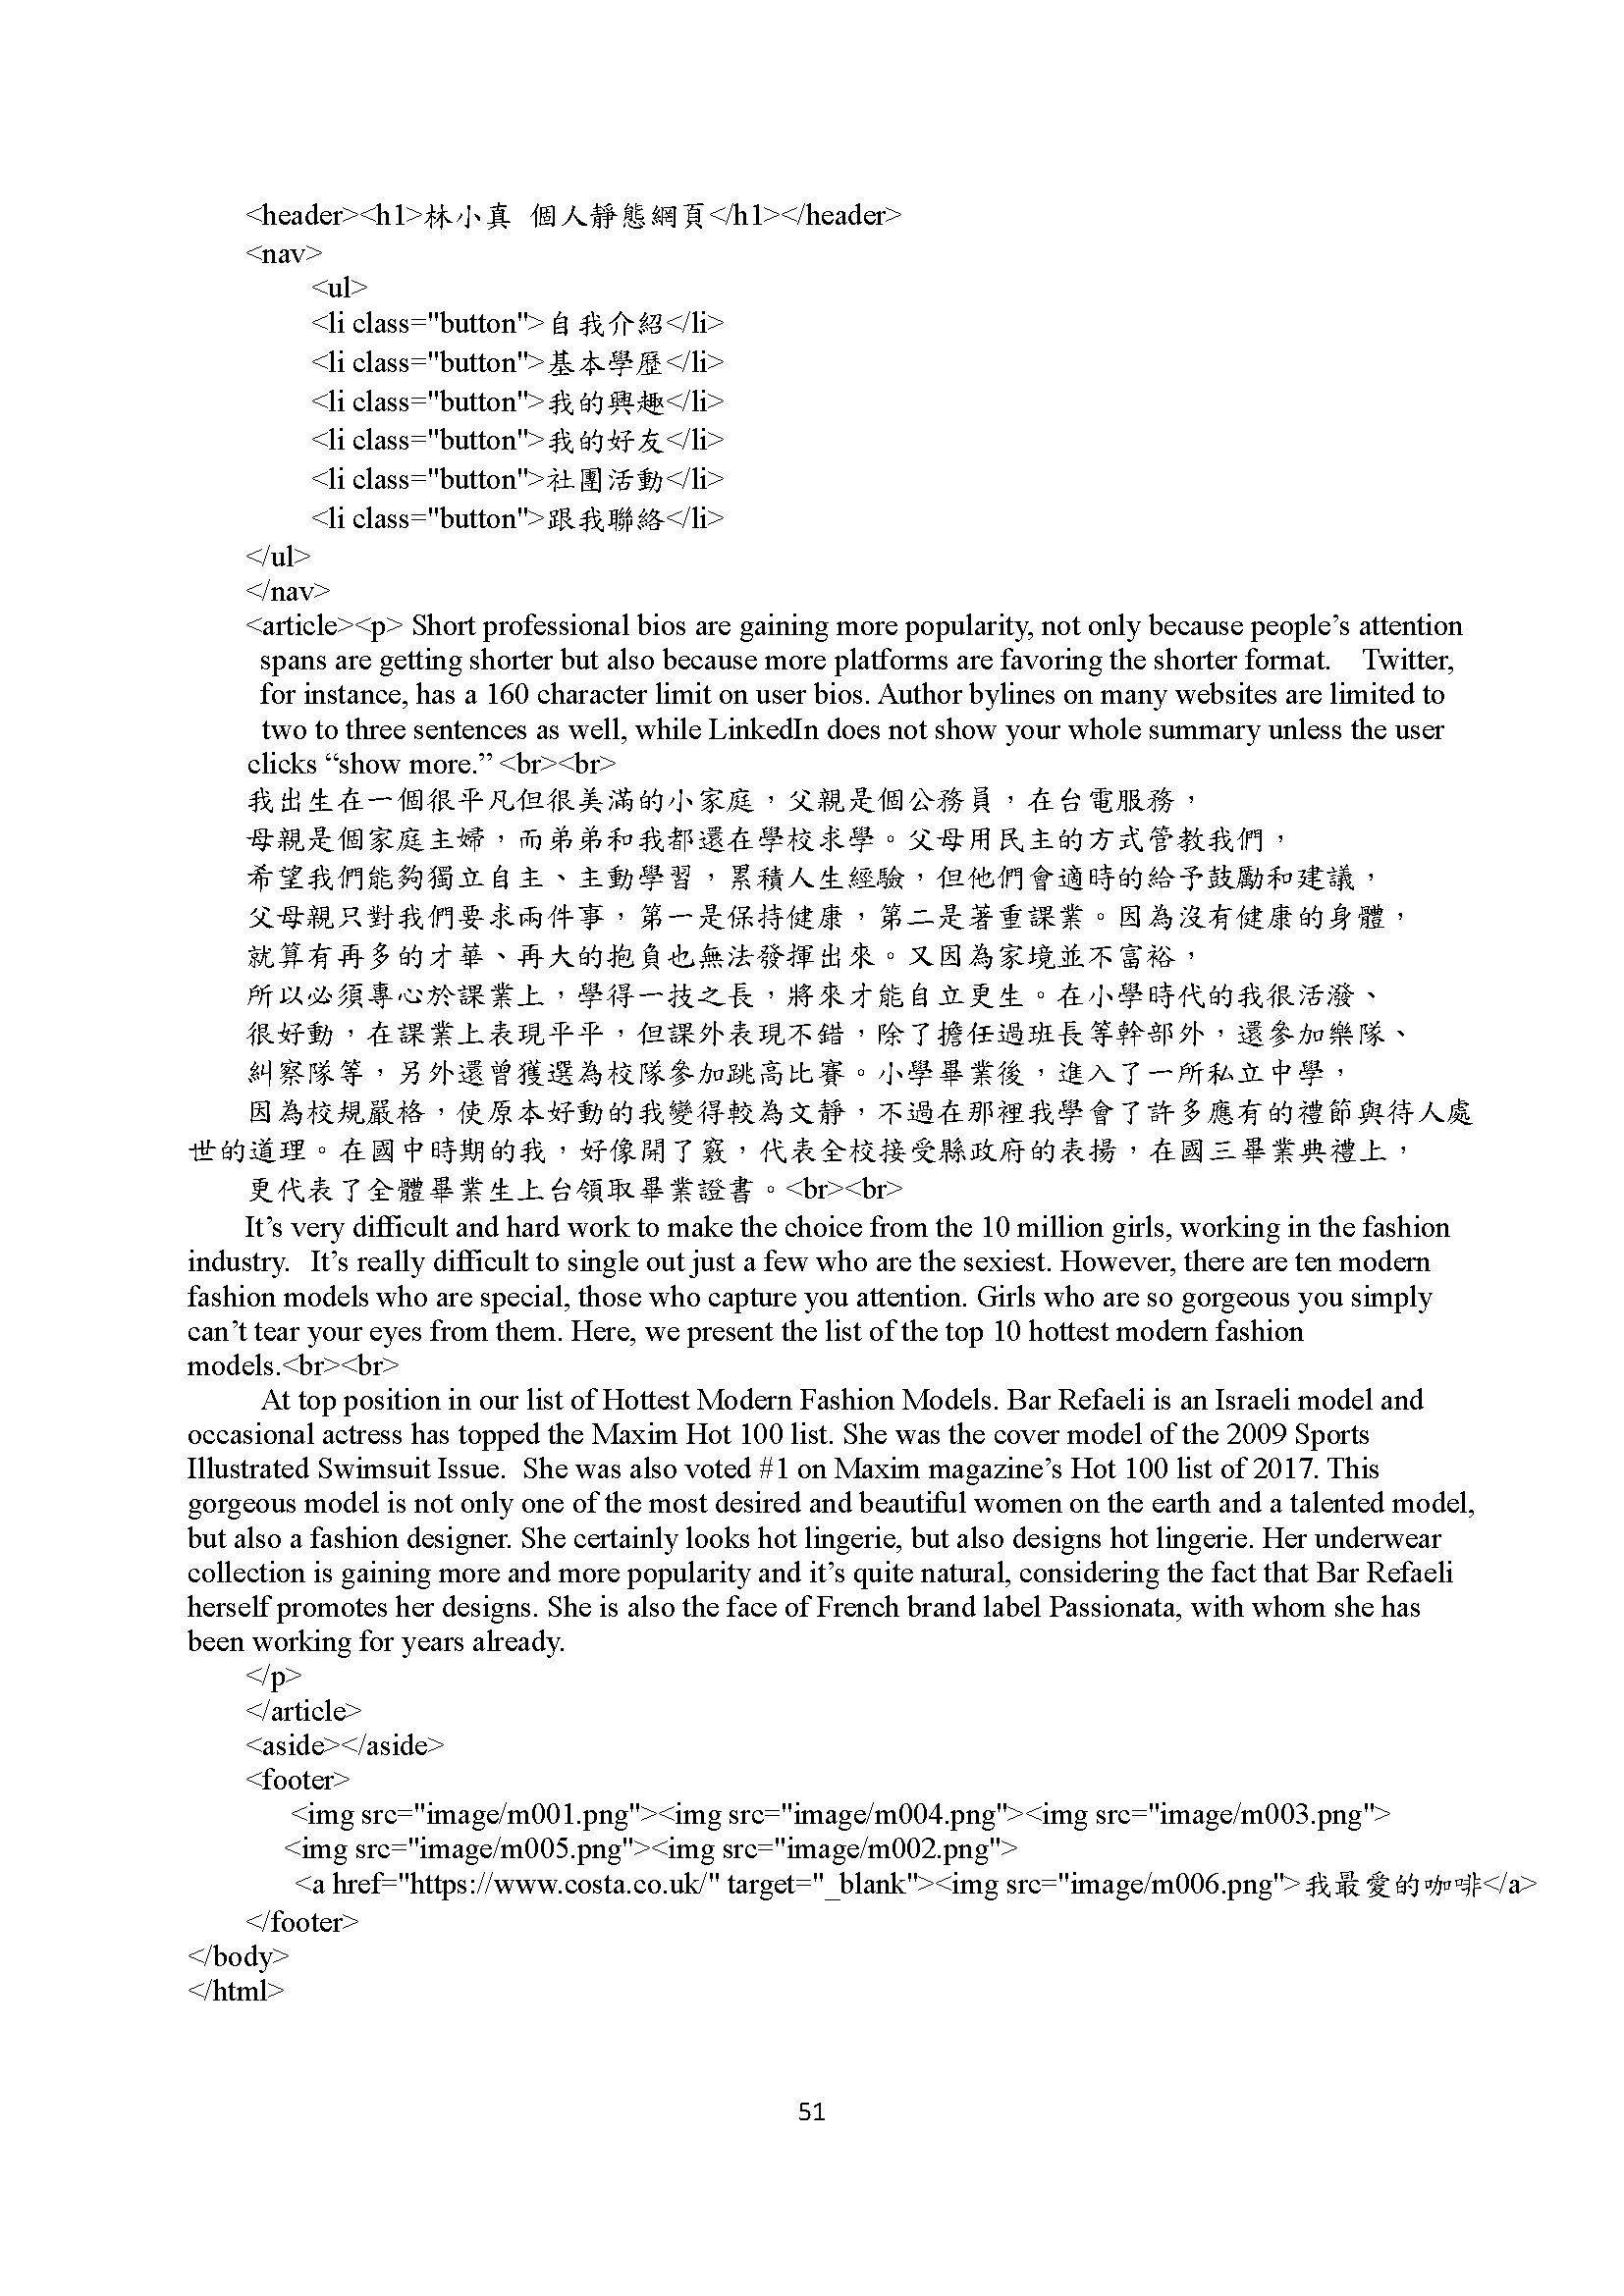 <header><h1>林小真 個人靜態網頁</h1></header>
<nav>
<ul>
<li class="button">自我介紹</li>
<li class="button">基本學歷</li>
<li class="button">我的興趣</li>
<li class="button">我的好友</li>
<li class="button">社團活動</li>
<li class="button">跟我聯絡</li>
</ul>
</nav>
<article><p> Short professional bios are gaining more popularity, not only because people’s attention
spans are getting shorter but also because more platforms are favoring the shorter format. Twitter,
for instance, has a 160 character limit on user bios. Author bylines on many websites are limited to
two to three sentences as well, while LinkedIn does not show your whole summary unless the user
clicks “show more.” <br><br>
我出生在一個很平凡但很美滿的小家庭，父親是個公務員，在台電服務，
母親是個家庭主婦，而弟弟和我都還在學校求學。父母用民主的方式管教我們，
希望我們能夠獨立自主、主動學習，累積人生經驗，但他們會適時的給予鼓勵和建議，
父母親只對我們要求兩件事，第一是保持健康，第二是著重課業。因為沒有健康的身體，
就算有再多的才華、再大的抱負也無法發揮出來。又因為家境並不富裕，
所以必須專心於課業上，學得一技之長，將來才能自立更生。在小學時代的我很活潑、
很好動，在課業上表現平平，但課外表現不錯，除了擔任過班長等幹部外，還參加樂隊、
糾察隊等，另外還曾獲選為校隊參加跳高比賽。小學畢業後，進入了一所私立中學，
因為校規嚴格，使原本好動的我變得較為文靜，不過在那裡我學會了許多應有的禮節與待人處
世的道理。在國中時期的我，好像開了竅，代表全校接受縣政府的表揚，在國三畢業典禮上，
更代表了全體畢業生上台領取畢業證書。<br><br>
It’s very difficult and hard work to make the choice from the 10 million girls, working in the fashion
industry. It’s really difficult to single out just a few who are the sexiest. However, there are ten modern
fashion models who are special, those who capture you attention. Girls who are so gorgeous you simply
can’t tear your eyes from them. Here, we present the list of the top 10 hottest modern fashion
models.<br><br>
At top position in our list of Hottest Modern Fashion Models. Bar Refaeli is an Israeli model and
occasional actress has topped the Maxim Hot 100 list. She was the cover model of the 2009 Sports
Illustrated Swimsuit Issue. She was also voted #1 on Maxim magazine’s Hot 100 list of 2017. This
gorgeous model is not only one of the most desired and beautiful women on the earth and a talented model,
but also a fashion designer. She certainly looks hot lingerie, but also designs hot lingerie. Her underwear
collection is gaining more and more popularity and it’s quite natural, considering the fact that Bar Refaeli
herself promotes her designs. She is also the face of French brand label Passionata, with whom she has
been working for years already.
</p>
</article>
<aside></aside>
<footer>
<img src="image/m001.png"><img src="image/m004.png"><img src="image/m003.png">
<img src="image/m005.png"><img src="image/m002.png">
<a href="https://www.costa.co.uk/" target="_blank"><img src="image/m006.png">我最愛的咖啡</a>
</footer>
</body>
</html>
51